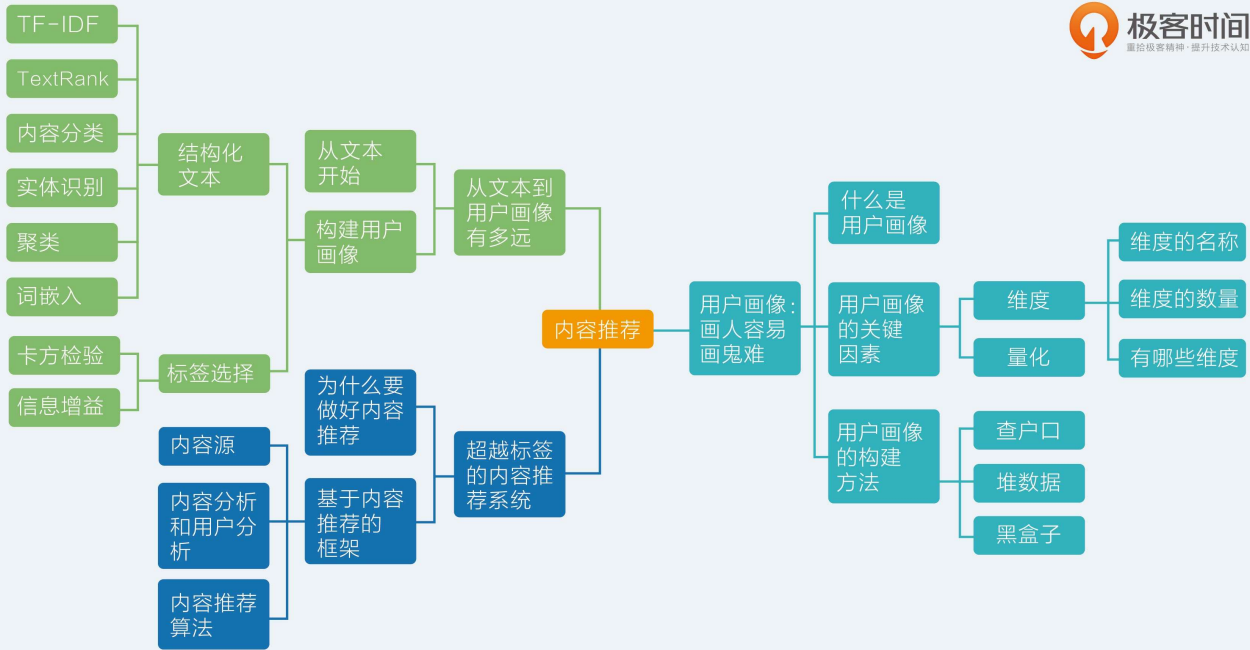 极客时间
重拾极客精神·提升技术认知
TF-IDF
TextRank
内容分类
实体识别
聚类
词嵌入
卡方检验
信息增益
结构化
文本
标签选择
从文本
开始
构建用户
画像
从文本到
用户画像
有多远
内容推荐
用户画像：
画人容易
画鬼难
什么是
用户画像
用户画像
的关键
因素
维度
量化
维度的名称
维度的数量
有哪些维度
用户画像
的构建
方法
查户口
堆数据
黑盒子
超越标签
的内容推
荐系统
为什么要
做好内容
推荐
基于内容
推荐的
框架
内容源
内容分析
和用户分
析
内容推荐
算法